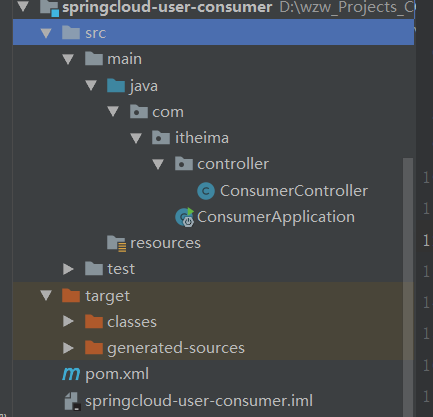 springcloud-user-consumer D:\wzw_Projects_C
src
main
java
com
itheima
controller
ConsumerController
ConsumerApplication
resources
test
target
classes
generated-sources
pom.xml
springcloud-user-consumer.iml